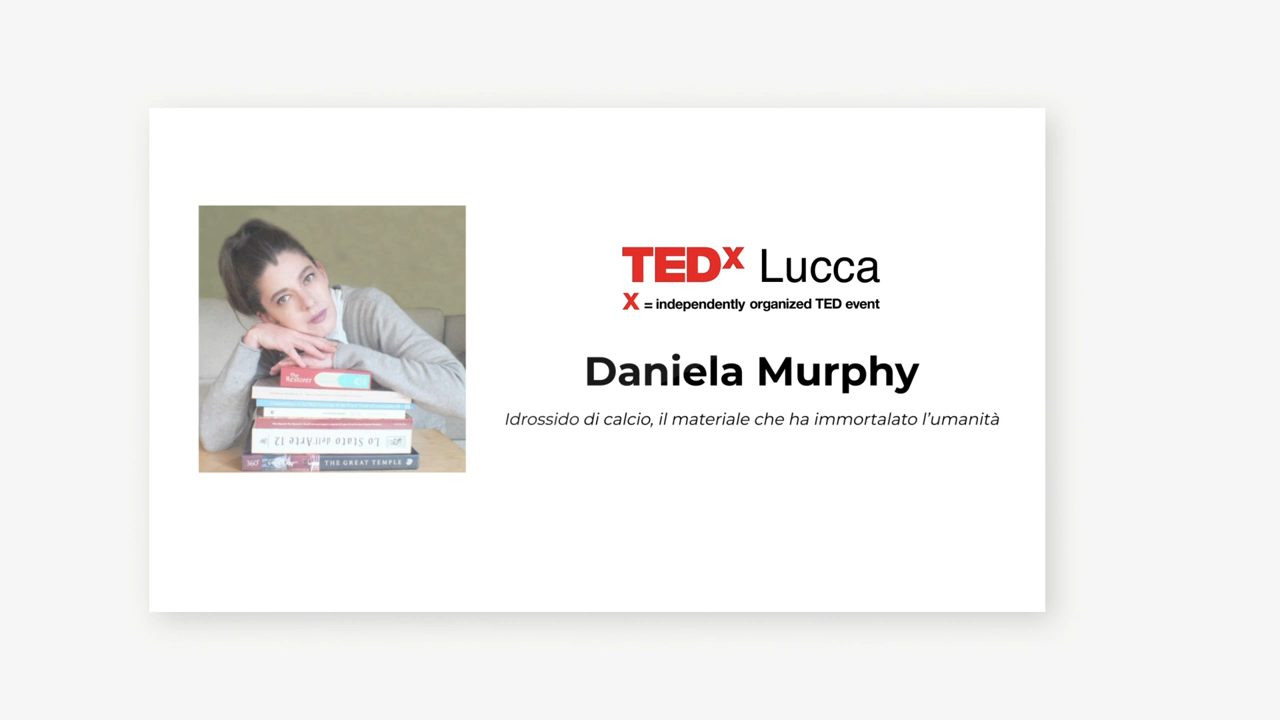 TEDx Lucca
X = independently organized TED event
Daniela Murphy
Idrossido di calcio, il materiale che ha immortalato l'umanità
The
Restorer
Lo Stato dell'Arte 12
THE GREAT TEMPLE